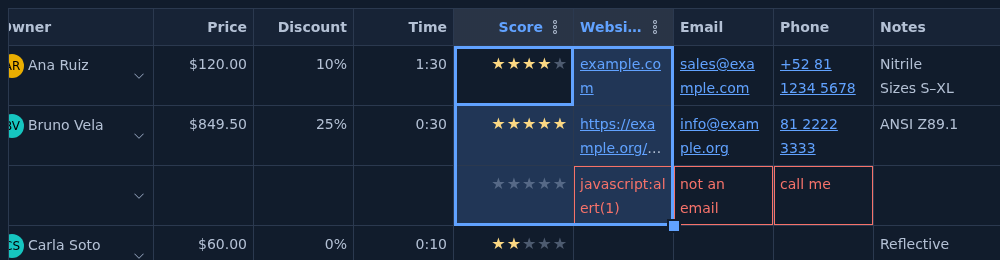 Owner Price Discount Time Score Websi… Email Phone Notes
AR Ana Ruiz $120.00 10% 1:30 ★★★★★ example.co sales@exa +52 81 Nitrile
m mple.com 1234 5678 Sizes S–XL
BV Bruno Vela $849.50 25% 0:30 ★★★★★ https://exa info@exam 81 2222 ANSI Z89.1
mple.org/… ple.org 3333
★★★★★ javascript:al not an call me
ert(1) email
CS Carla Soto $60.00 0% 0:10 ★★★★★ Reflective